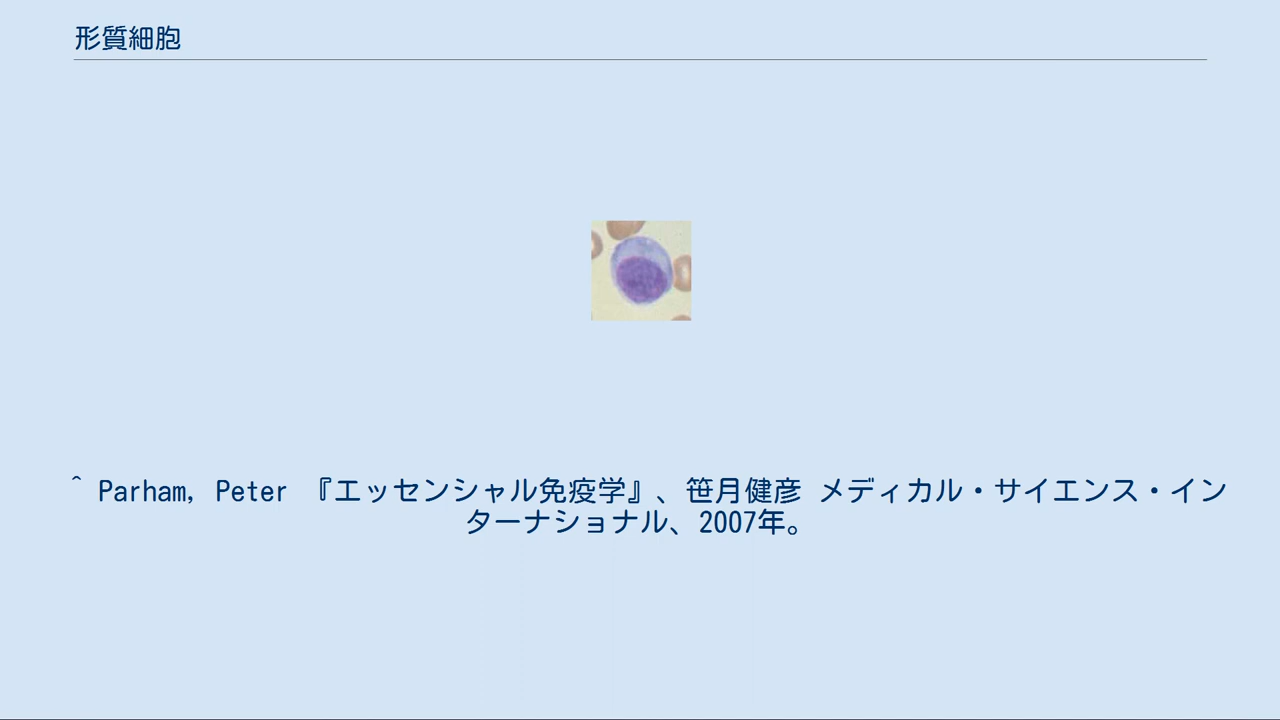 形質細胞
^ Parham, Peter 『エッセンシャル免疫学』、笹月健彦 メディカル・サイエンス・イン
ターナショナル、2007年。